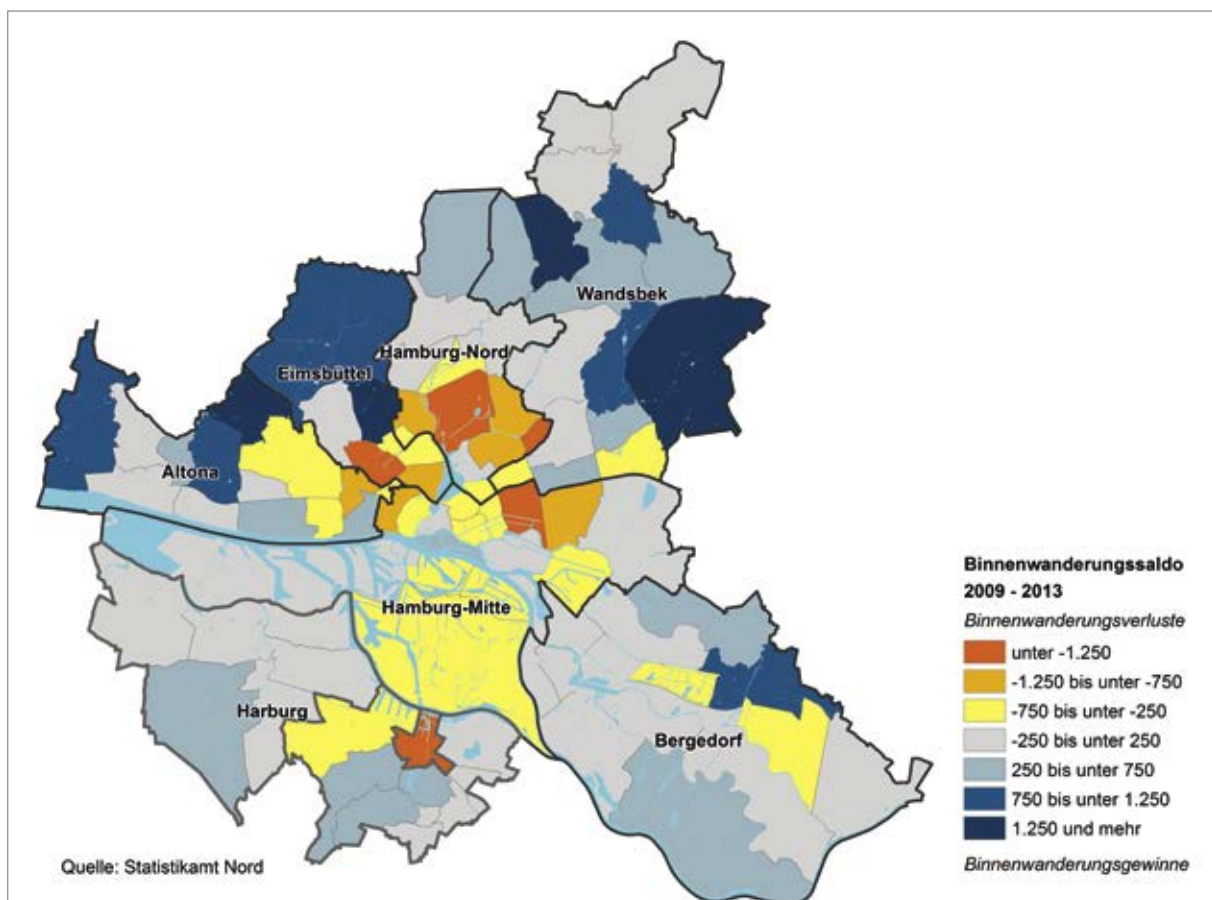 Wandsbek
Hamburg-Nord
Eimsbüttel
Altona
Hamburg-Mitte
Harburg
Bergedorf
Binnenwanderungssaldo
2009 - 2013
Binnenwanderungsverluste
unter -1.250
-1.250 bis unter -750
-750 bis unter -250
-250 bis unter 250
250 bis unter 750
750 bis unter 1.250
1.250 und mehr
Binnenwanderungsgewinne
Quelle: Statistikamt Nord